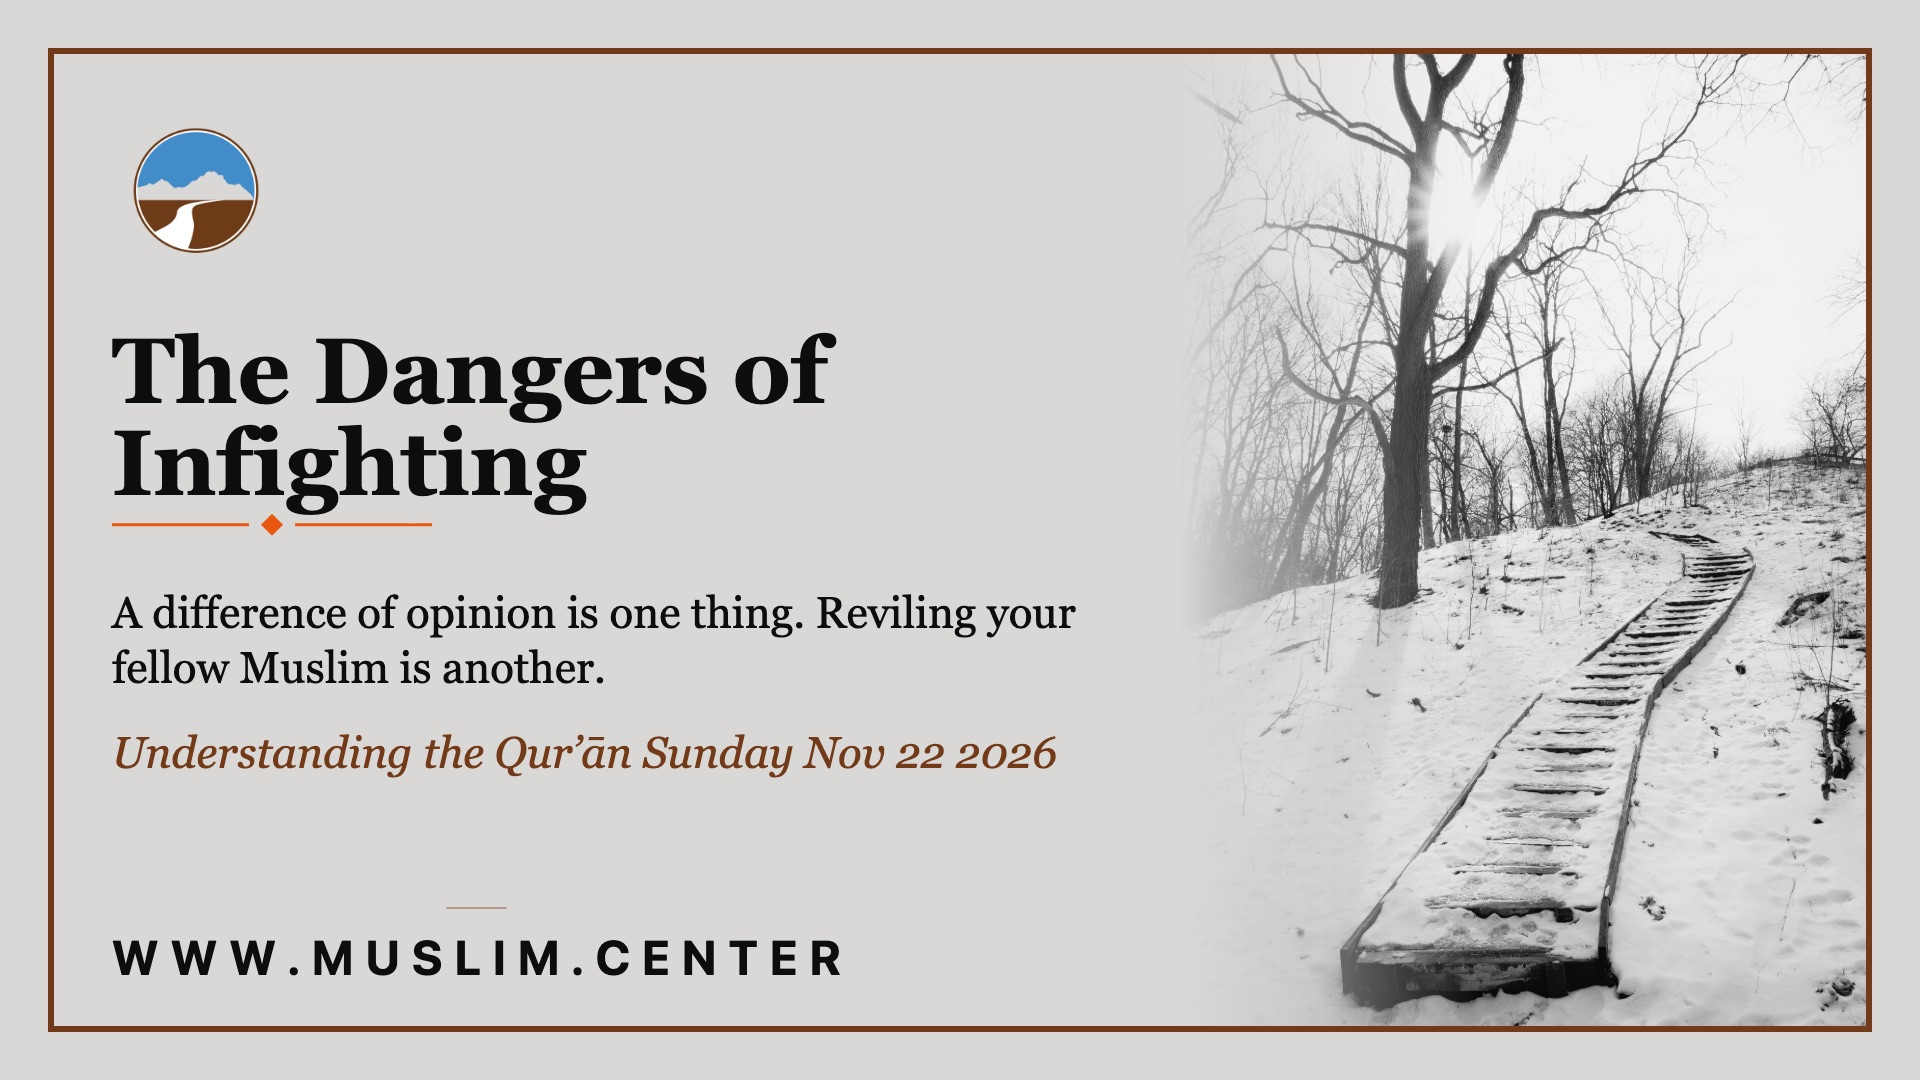 The Dangers of
Infighting
A difference of opinion is one thing. Reviling your
fellow Muslim is another.
Understanding the Qur’ān Sunday Nov 22 2026
WWW.MUSLIM.CENTER